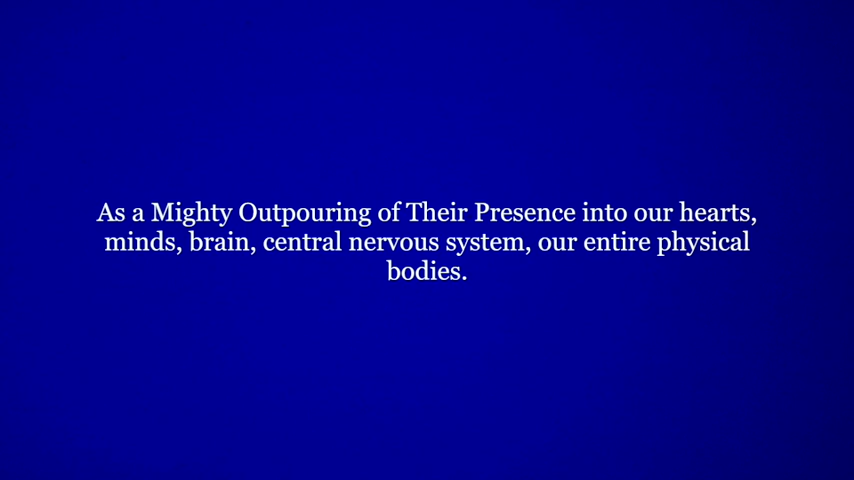 As a Mighty Outpouring of Their Presence into our hearts,
minds, brain, central nervous system, our entire physical
bodies.